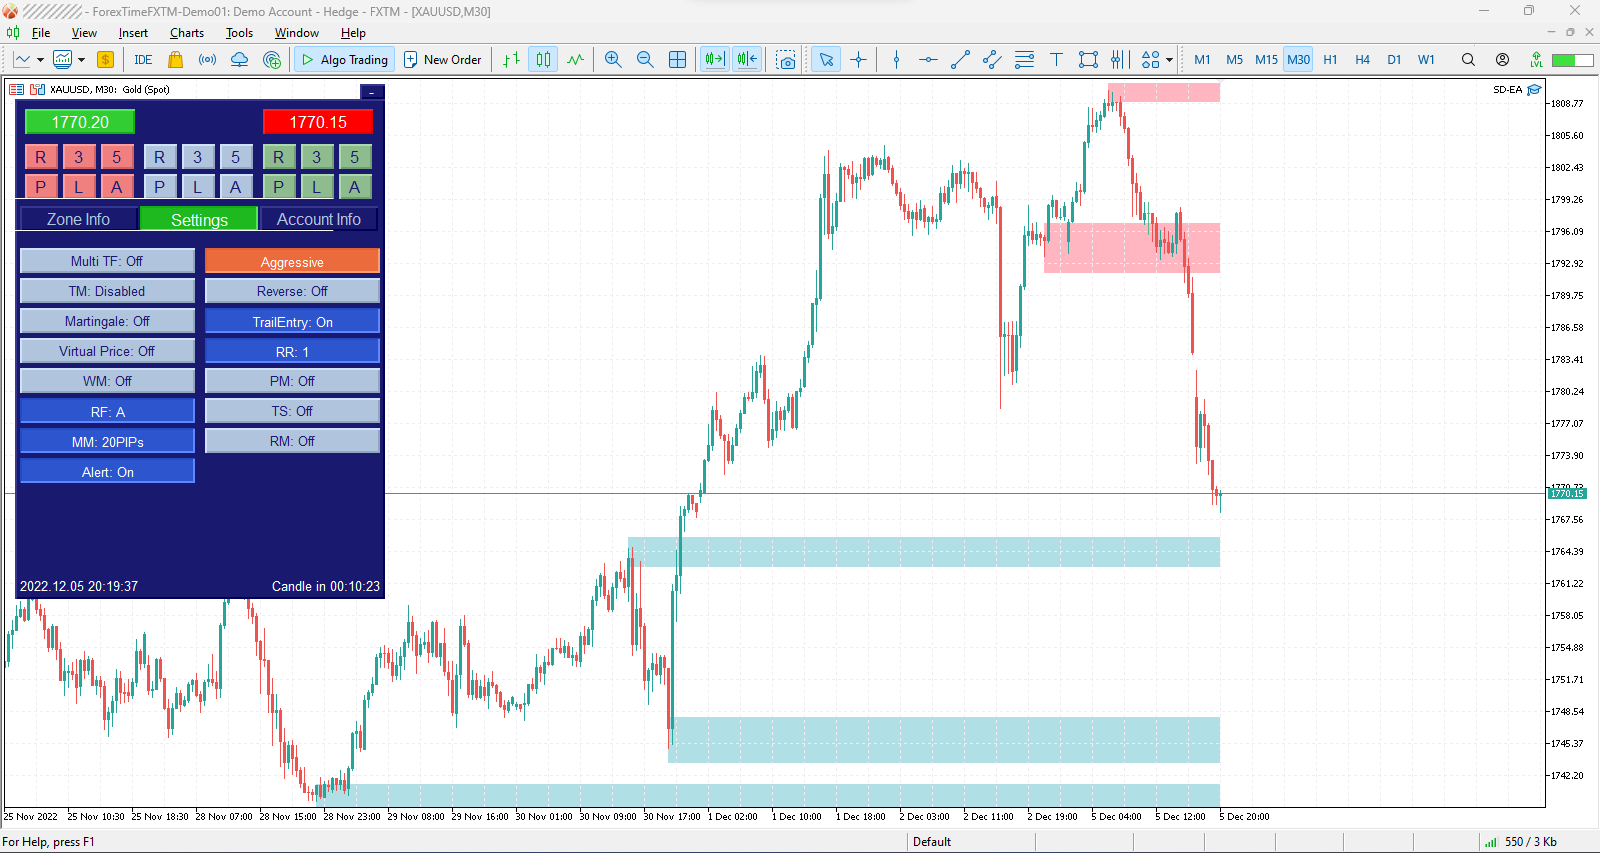 - ForexTimeFXTM-Demo01: Demo Account - Hedge - FXTM - [XAUUSD,M30]
File View Insert Charts Tools Window Help
IDE Algo Trading New Order M1 M5 M15 M30 H1 H4 D1 W1 LVL
XAUUSD, M30: Gold (Spot)
SD-EA
1770.20 1770.15
R 3 5 R 3 5 R 3 5
P L A P L A P L A
Zone Info Settings Account Info
Multi TF: Off Aggressive
TM: Disabled Reverse: Off
Martingale: Off TrailEntry: On
Virtual Price: Off RR: 1
WM: Off PM: Off
RF: A TS: Off
MM: 20PIPs RM: Off
Alert: On
2022.12.05 20:19:37 Candle in 00:10:23
1808.77
1805.60
1802.43
1799.26
1796.09
1792.92
1789.75
1786.58
1783.41
1780.24
1777.07
1773.90
1770.15
1767.56
1764.39
1761.22
1758.05
1754.88
1751.71
1748.54
1745.37
1742.20
25 Nov 2022 25 Nov 10:30 25 Nov 18:30 28 Nov 07:00 28 Nov 15:00 28 Nov 23:00 29 Nov 08:00 29 Nov 16:00 30 Nov 01:00 30 Nov 09:00 30 Nov 17:00 1 Dec 02:00 1 Dec 10:00 1 Dec 18:00 2 Dec 03:00 2 Dec 11:00 2 Dec 19:00 5 Dec 04:00 5 Dec 12:00 5 Dec 20:00
For Help, press F1 Default 550 / 3 Kb